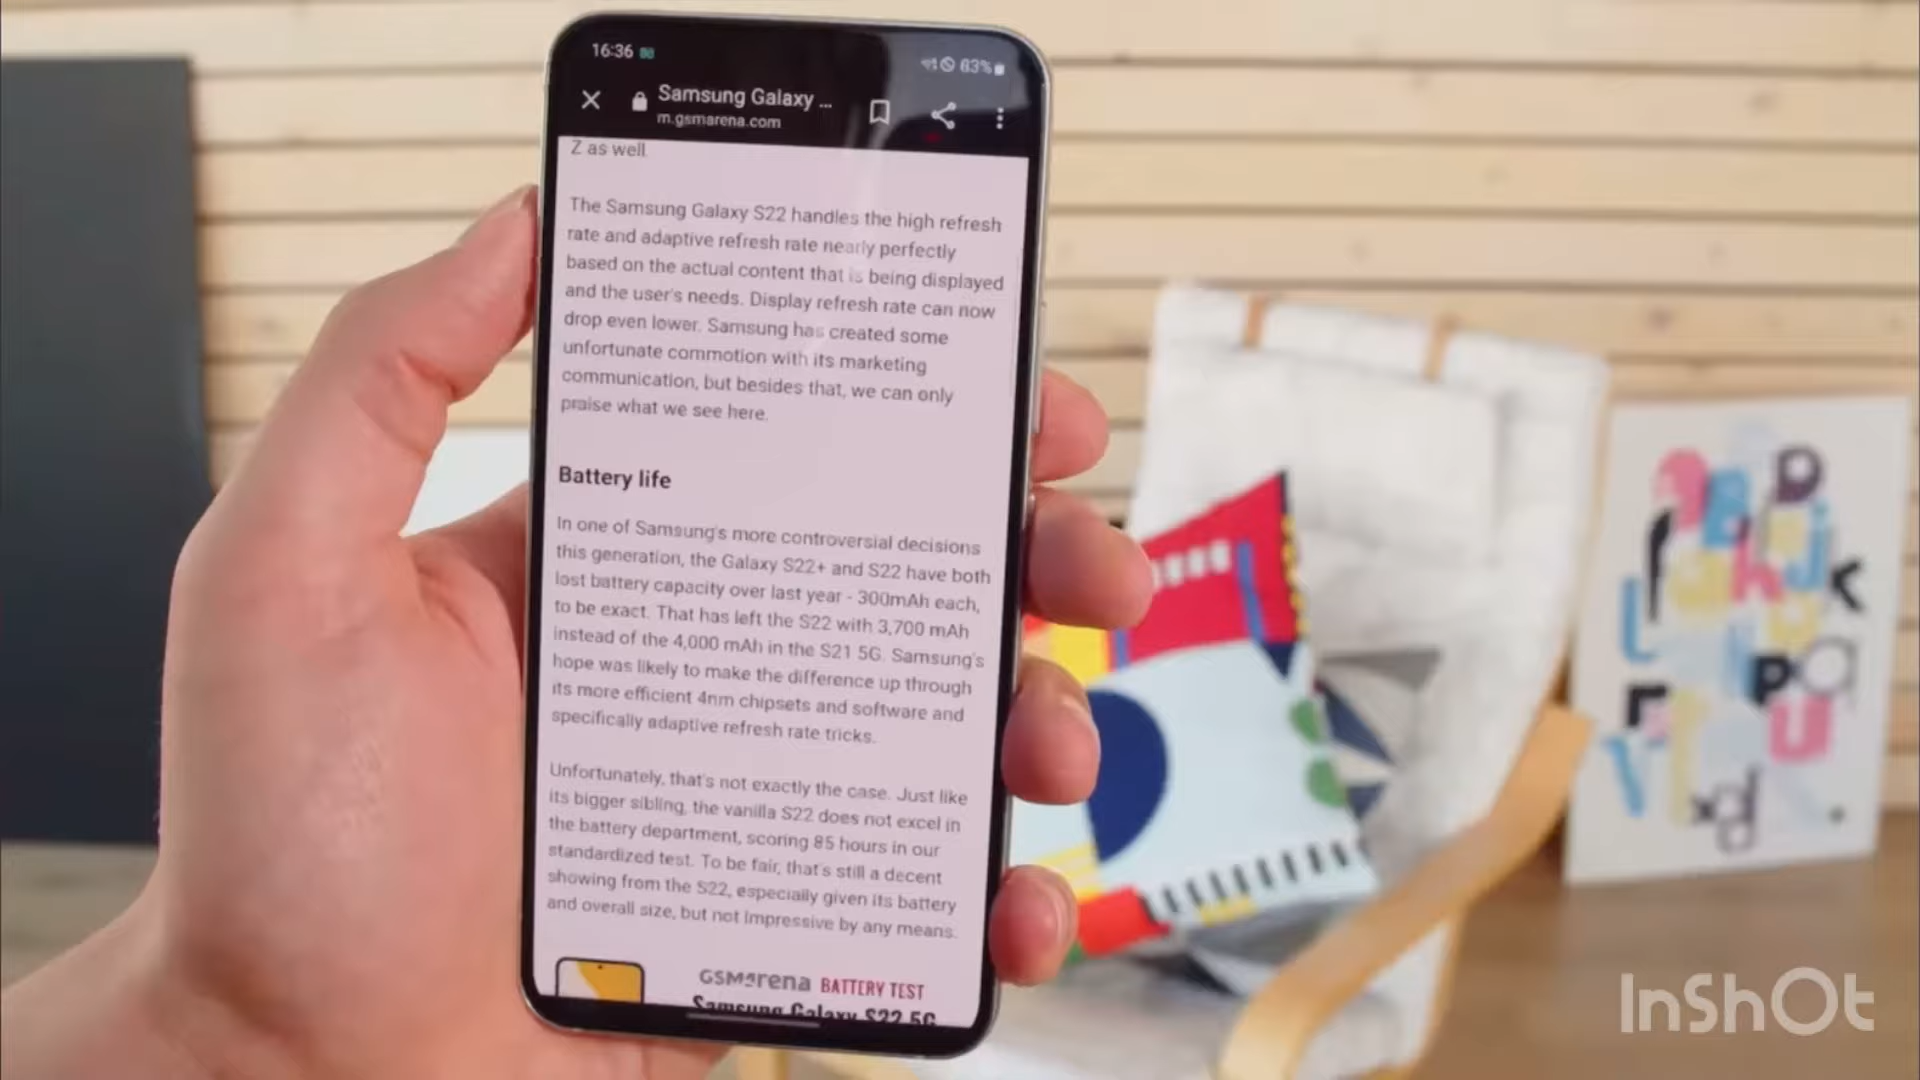 16:36
63%
Samsung Galaxy ...
m.gsmarena.com
Z as well.
The Samsung Galaxy S22 handles the high refresh
rate and adaptive refresh rate nearly perfectly
based on the actual content that is being displayed
and the user's needs. Display refresh rate can now
drop even lower. Samsung has created some
unfortunate commotion with its marketing
communication, but besides that, we can only
praise what we see here.
Battery life
In one of Samsung's more controversial decisions
this generation, the Galaxy S22+ and S22 have both
lost battery capacity over last year - 300mAh each,
to be exact. That has left the S22 with 3,700 mAh
instead of the 4,000 mAh in the S21 5G. Samsung's
hope was likely to make the difference up through
its more efficient 4nm chipsets and software and
specifically adaptive refresh rate tricks.
Unfortunately, that's not exactly the case. Just like
its bigger sibling, the vanilla S22 does not excel in
the battery department, scoring 85 hours in our
standardized test. To be fair, that's still a decent
showing from the S22, especially given its battery
and overall size, but not impressive by any means.
GSMarena BATTERY TEST
Samsung Galaxy S22 5G
InShOt